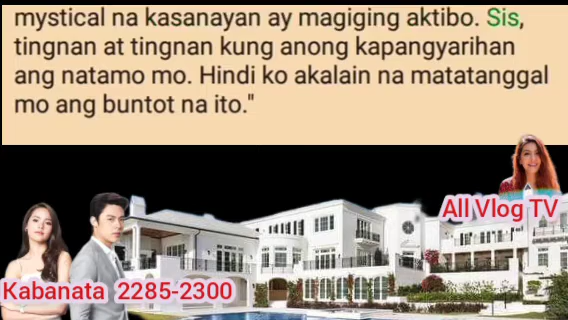 mystical na kasanayan ay magiging aktibo. Sis,
tingnan at tingnan kung anong kapangyarihan
ang natamo mo. Hindi ko akalain na matatanggal
mo ang buntot na ito."
All Vlog TV
Kabanata 2285-2300